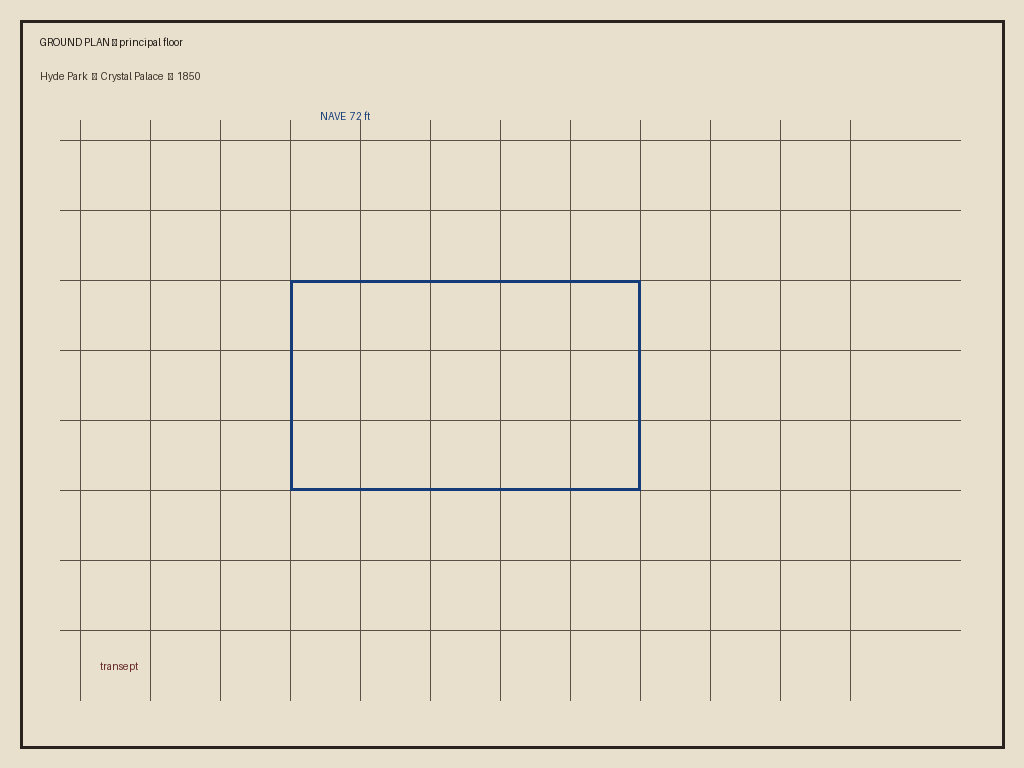 GROUND PLAN ▯ principal floor
Hyde Park ▯ Crystal Palace ▯ 1850
NAVE 72 ft
transept